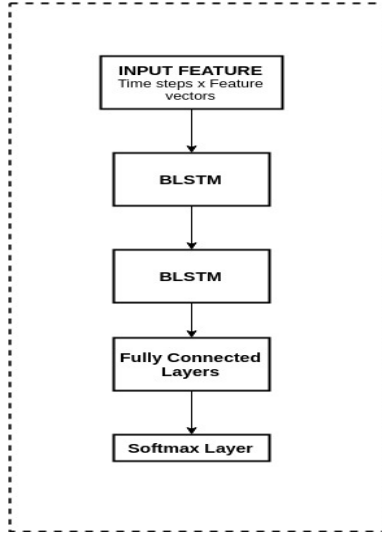 INPUT FEATURE
Time steps x Feature
vectors
BLSTM
BLSTM
Fully Connected
Layers
Softmax Layer